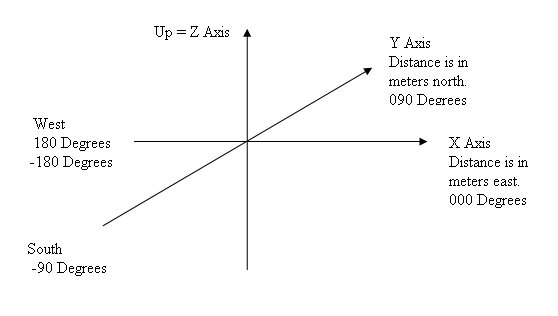 Up = Z Axis
Y Axis
Distance is in
meters north.
090 Degrees
West
180 Degrees
-180 Degrees
X Axis
Distance is in
meters east.
000 Degrees
South
-90 Degrees